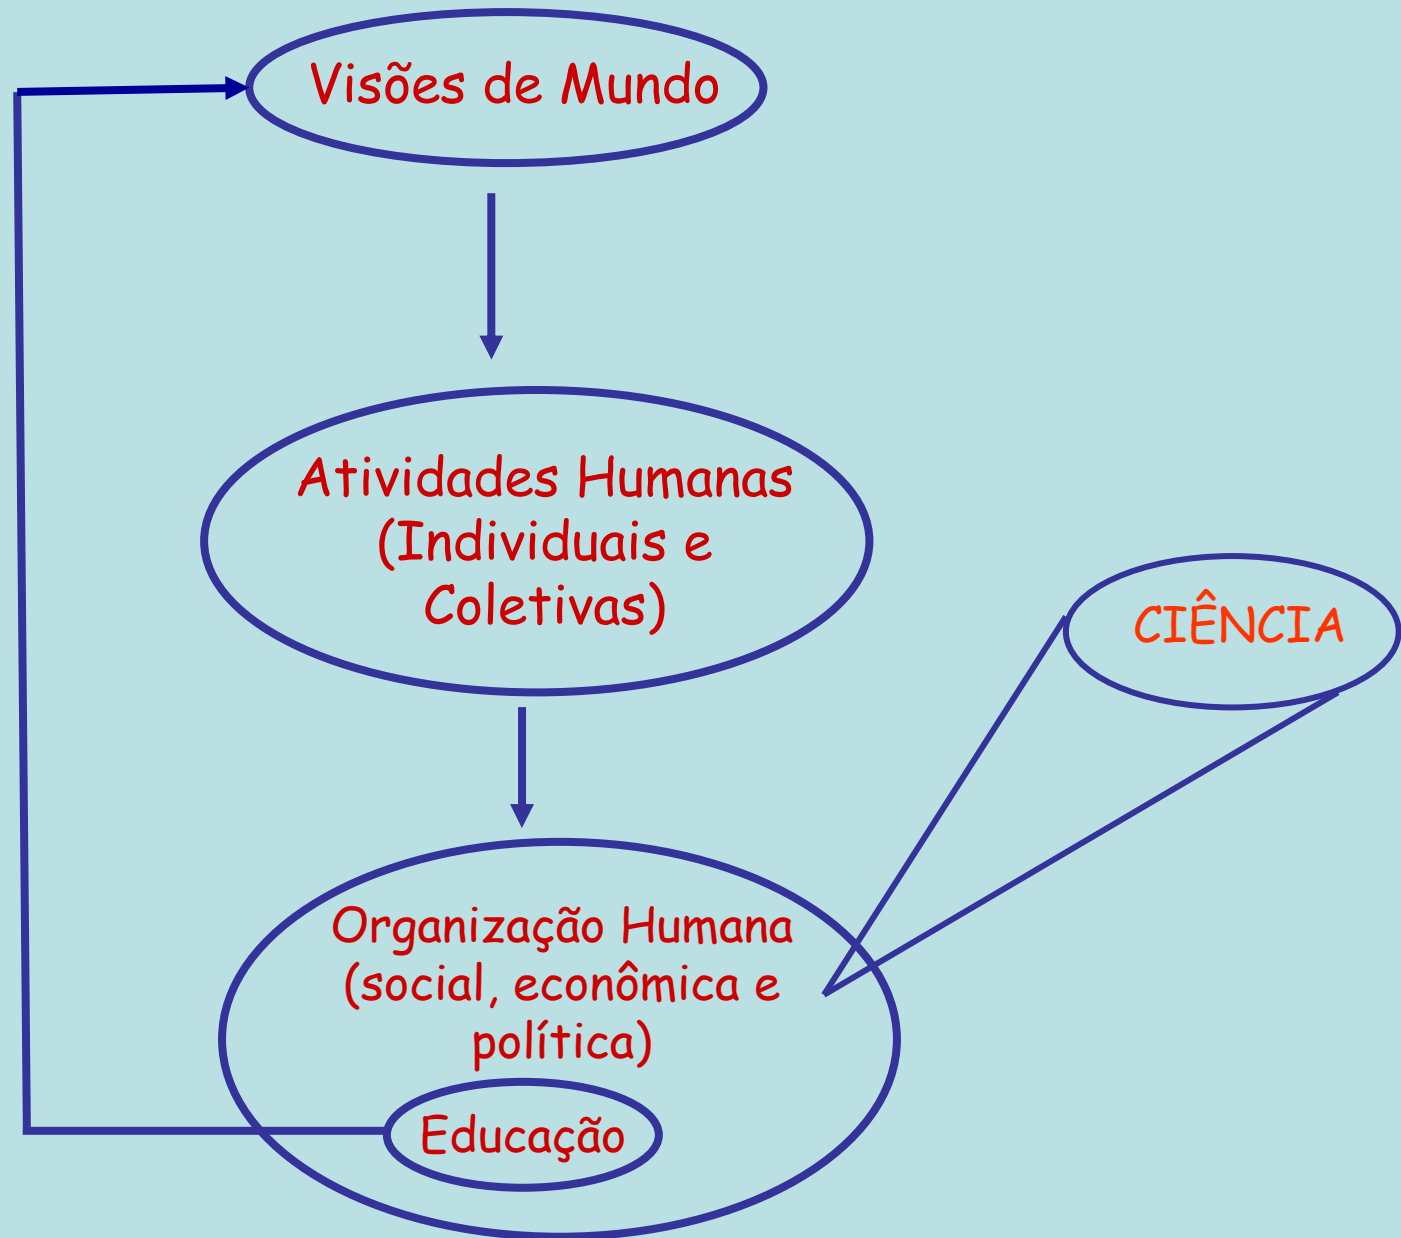 Visões de Mundo
Atividades Humanas
(Individuais e
Coletivas)
CIÊNCIA
Organização Humana
(social, econômica e
política)
Educação